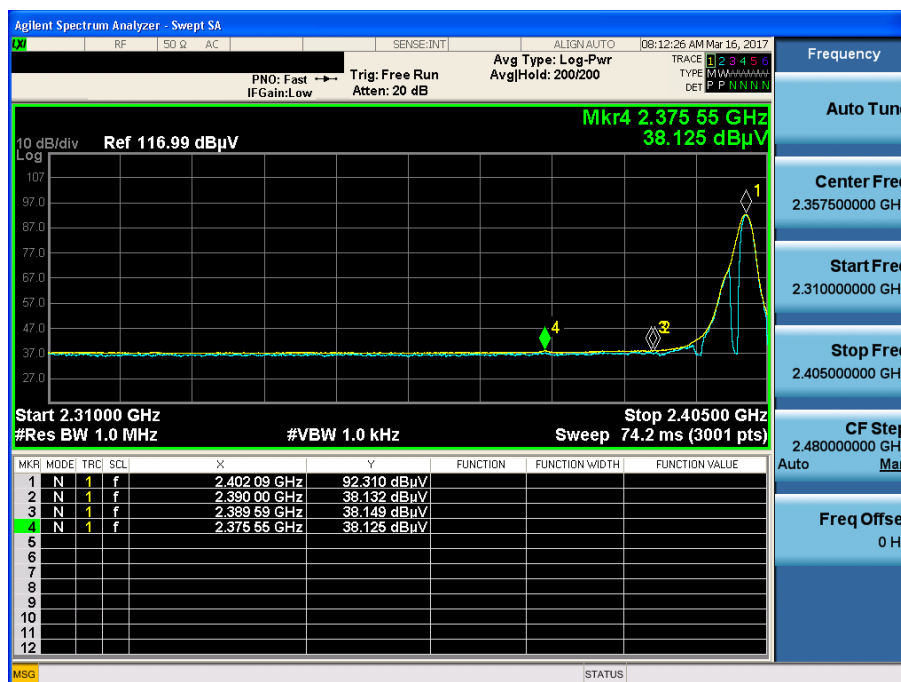 Agilent Spectrum Analyzer - Swept SA
LXI RF 50 Ω AC SENSE:INT ALIGN AUTO 08:12:26 AM Mar 16, 2017
PNO: Fast Trig: Free Run Avg Type: Log-Pwr TRACE 1 2 3 4 5 6
IFGain:Low Atten: 20 dB Avg|Hold: 200/200 TYPE M W W W W W
DET P P N N N N
Mkr4 2.375 55 GHz
38.125 dBµV
10 dB/div Ref 116.99 dBµV
Log
107
97.0
87.0
77.0
67.0
57.0
47.0
37.0
27.0
1
4
3 2
Start 2.31000 GHz Stop 2.40500 GHz
#Res BW 1.0 MHz #VBW 1.0 kHz Sweep 74.2 ms (3001 pts)
MKR MODE TRC SCL X Y FUNCTION FUNCTION WIDTH FUNCTION VALUE
1 N 1 f 2.402 09 GHz 92.310 dBµV
2 N 1 f 2.390 00 GHz 38.132 dBµV
3 N 1 f 2.389 59 GHz 38.149 dBµV
4 N 1 f 2.375 55 GHz 38.125 dBµV
5
6
7
8
9
10
11
12
MSG STATUS
Frequency
Auto Tun
Center Fre
2.357500000 GH
Start Fre
2.310000000 GH
Stop Fre
2.405000000 GH
CF Ste
2.480000000 GH
Auto Ma
Freq Offse
0 H